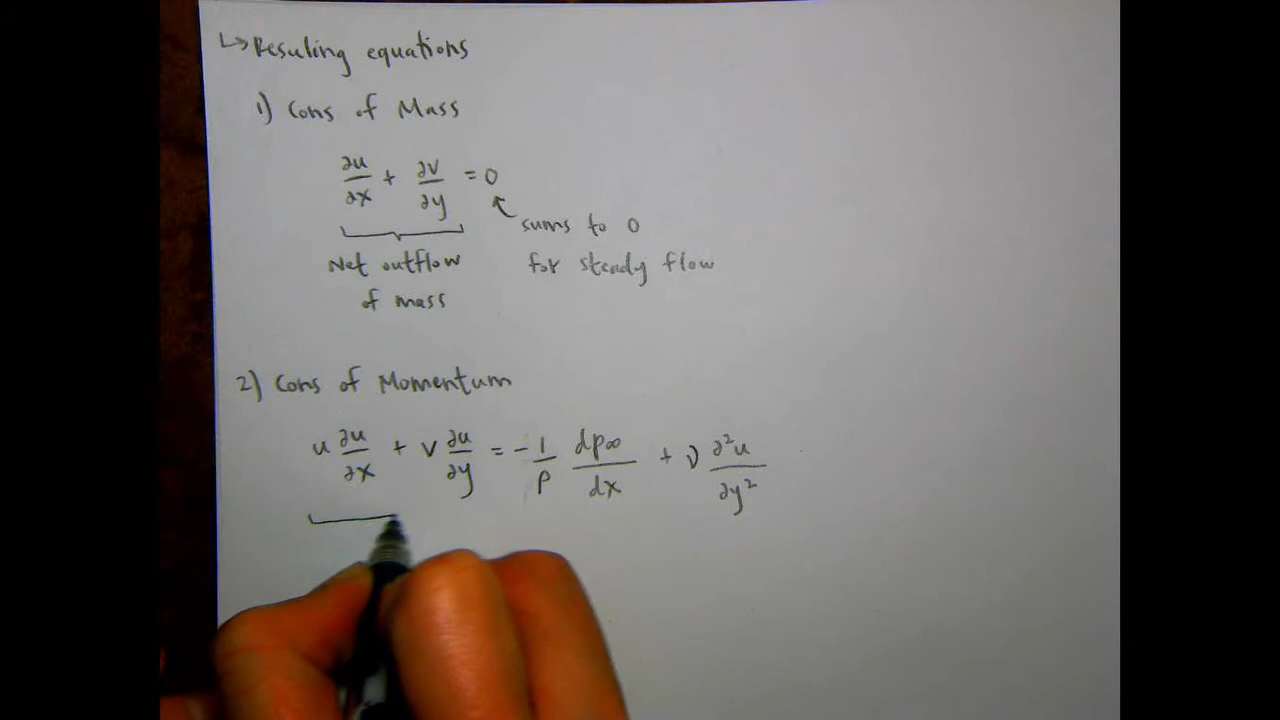 ↳ Resuling equations
1) Cons of Mass
∂u/∂x + ∂v/∂y = 0
sums to 0
for steady flow
Net outflow
of mass
2) Cons of Momentum
u ∂u/∂x + v ∂u/∂y = - 1/ρ dp∞/dx + ν ∂²u/∂y²